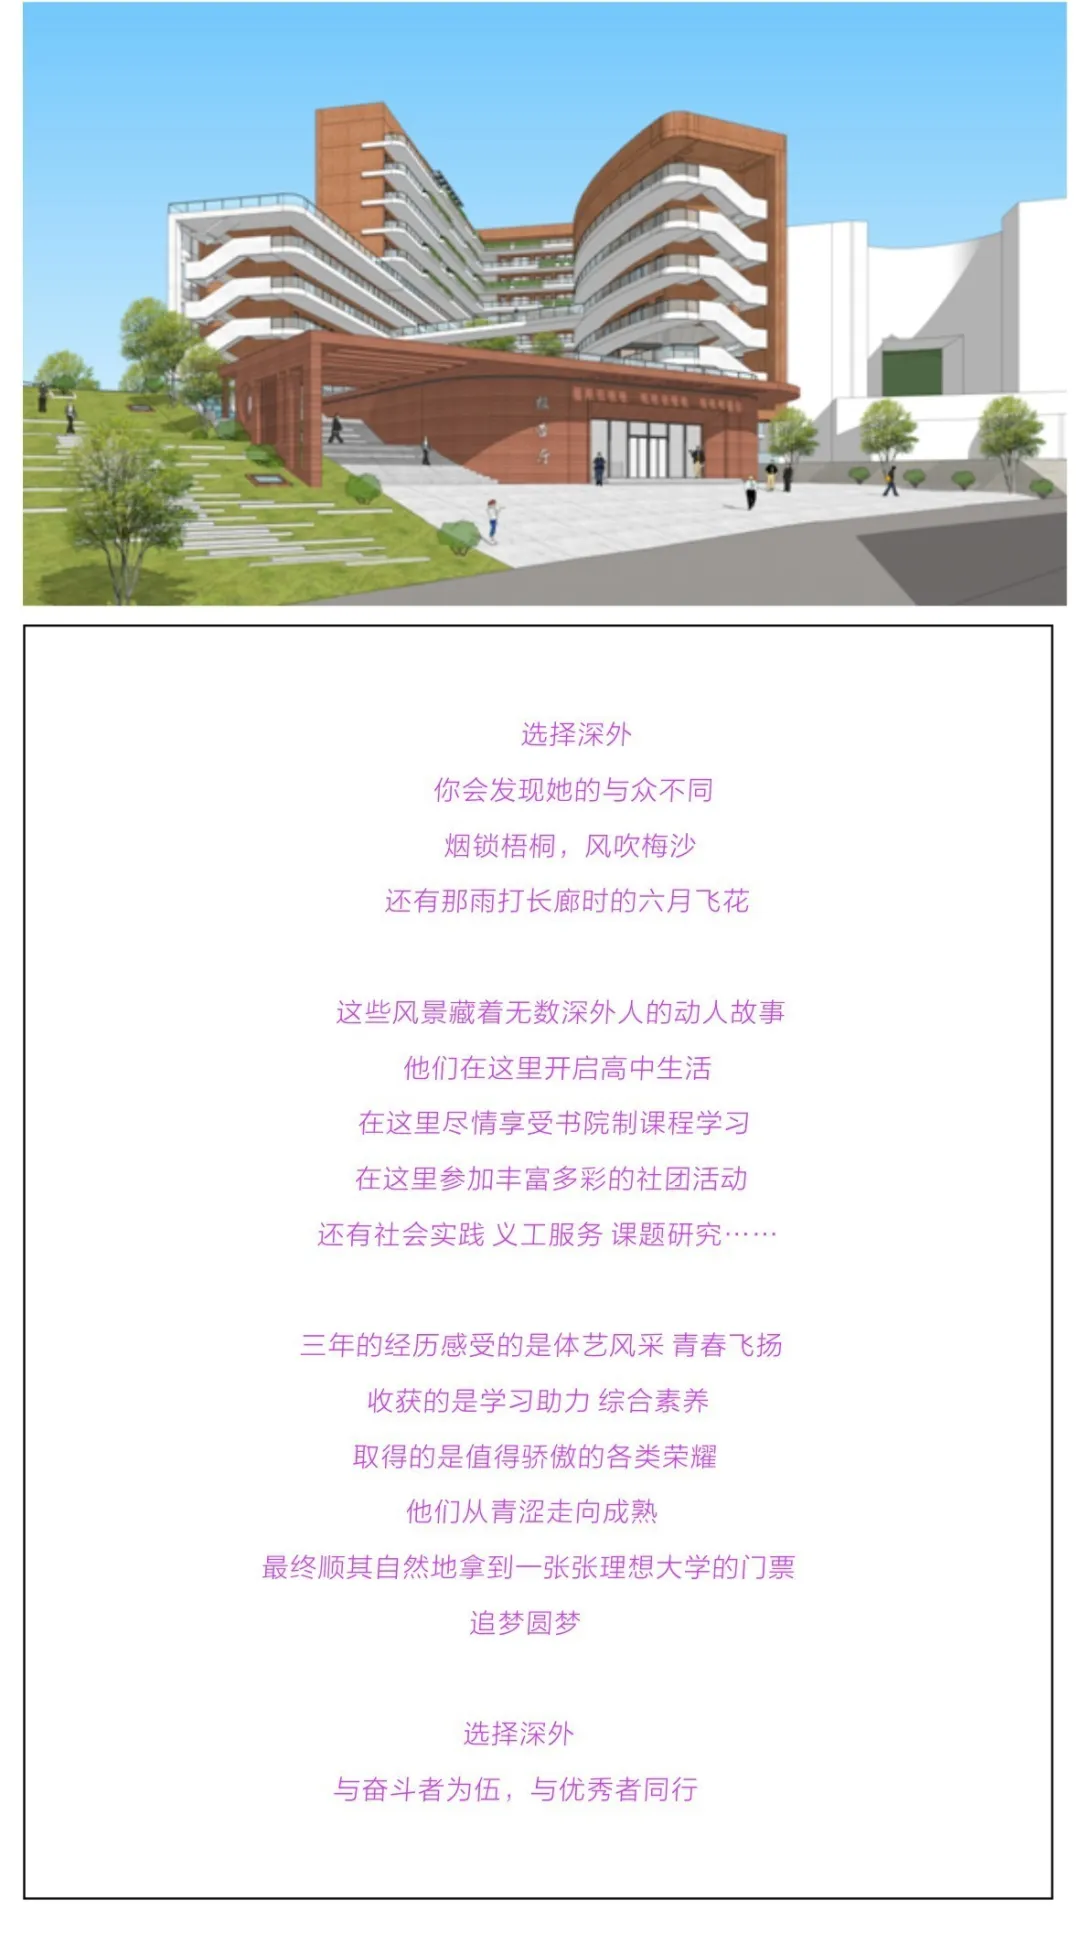 选择深外
你会发现她的与众不同
烟锁梧桐，风吹梅沙
还有那雨打长廊时的六月飞花
这些风景藏着无数深外人的动人故事
他们在这里开启高中生活
在这里尽情享受书院制课程学习
在这里参加丰富多彩的社团活动
还有社会实践 义工服务 课题研究……
三年的经历感受的是体艺风采 青春飞扬
收获的是学习助力 综合素养
取得的是值得骄傲的各类荣耀
他们从青涩走向成熟
最终顺其自然地拿到一张张理想大学的门票
追梦圆梦
选择深外
与奋斗者为伍，与优秀者同行